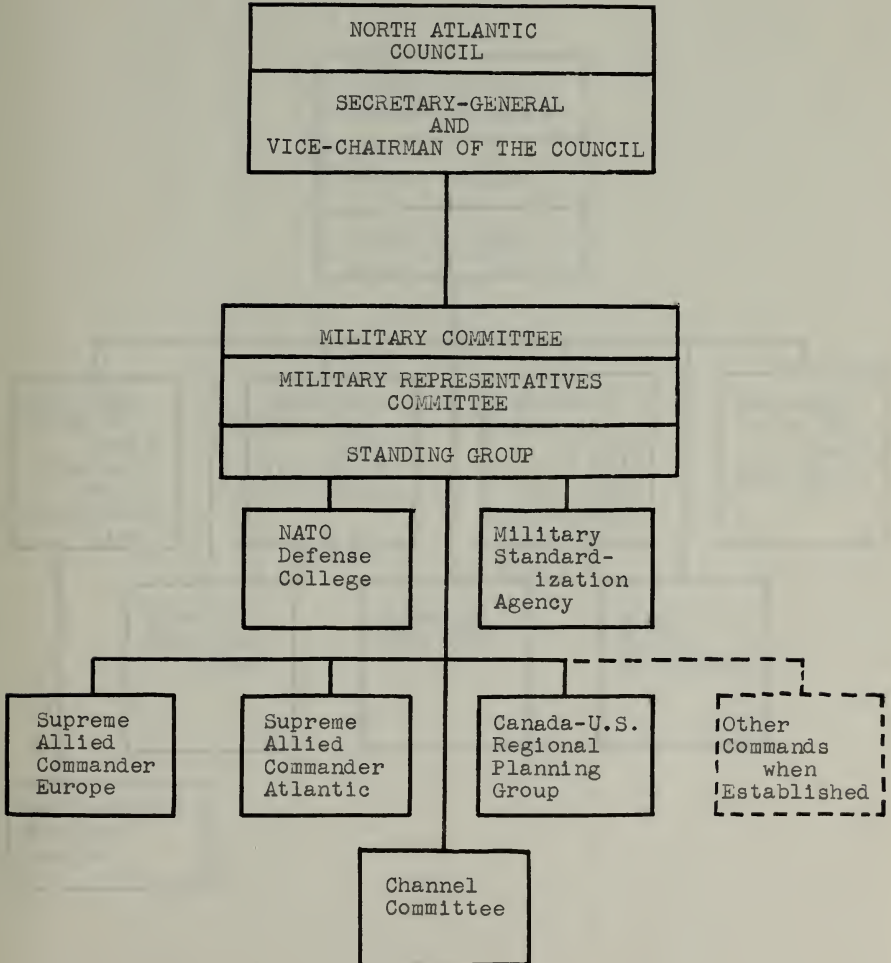 NORTH ATLANTIC
COUNCIL
SECRETARY-GENERAL
AND
VICE-CHAIRMAN OF THE COUNCIL
MILITARY COMMITTEE
MILITARY REPRESENTATIVES
COMMITTEE
STANDING GROUP
NATO
Defense
College
Military
Standard-
ization
Agency
Supreme
Allied
Commander
Europe
Supreme
Allied
Commander
Atlantic
Canada-U.S.
Regional
Planning
Group
Other
Commands
when
Established
Channel
Committee